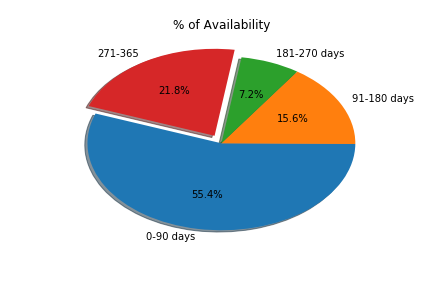 % of Availability
271-365
181-270 days
21.8%
7.2%
91-180 days
15.6%
55.4%
0-90 days